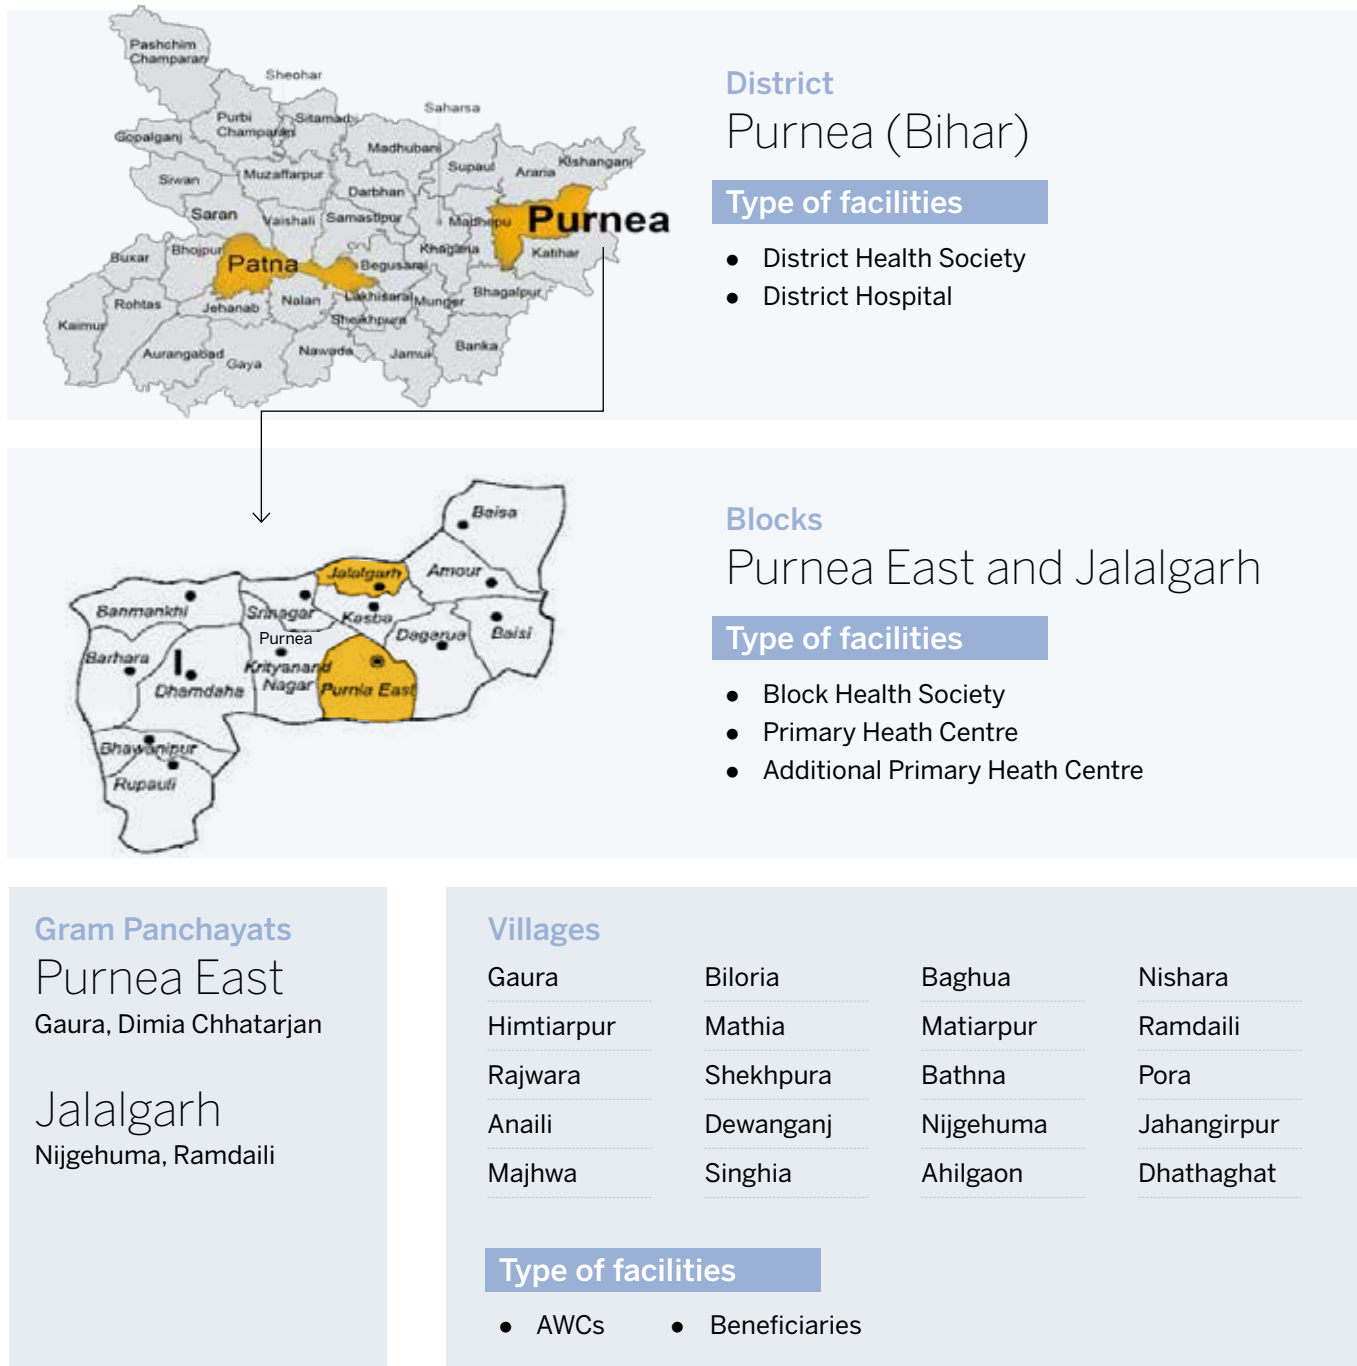 Pashchim
Champaran
Sheohar
Saharsa
Purbi
Champaran
Sitamadi
Gopalganj
Madhubani
Kishanganj
Supaul
Araria
Siwan
Muzaffarpur
Darbhan
Saran
Vaishali
Samastipur
Madhepu
Purnea
Buxar
Bhojpur
Patna
Khagaria
Katihar
Begusarai
Rohtas
Jehanab
Nalan
Lakhisarai
Munger
Bhagalpur
Kaimur
Sheikhpura
Aurangabad
Gaya
Nawada
Jamui
Banka
District
Purnea (Bihar)
Type of facilities
• District Health Society
• District Hospital
Baisa
Jalalgarh
Amour
Banmankhi
Srinagar
Kasba
Purnea
Dagarua
Baisi
Barhara
Krityanand
Nagar
Dhamdaha
Purnia East
Bhawanipur
Rupauli
Blocks
Purnea East and Jalalgarh
Type of facilities
• Block Health Society
• Primary Heath Centre
• Additional Primary Heath Centre
Gram Panchayats
Purnea East
Gaura, Dimia Chhatarjan
Jalalgarh
Nijgehuma, Ramdaili
Villages
Gaura Biloria Baghua Nishara
Himtiarpur Mathia Matiarpur Ramdaili
Rajwara Shekhpura Bathna Pora
Anaili Dewanganj Nijgehuma Jahangirpur
Majhwa Singhia Ahilgaon Dhathaghat
Type of facilities
• AWCs • Beneficiaries